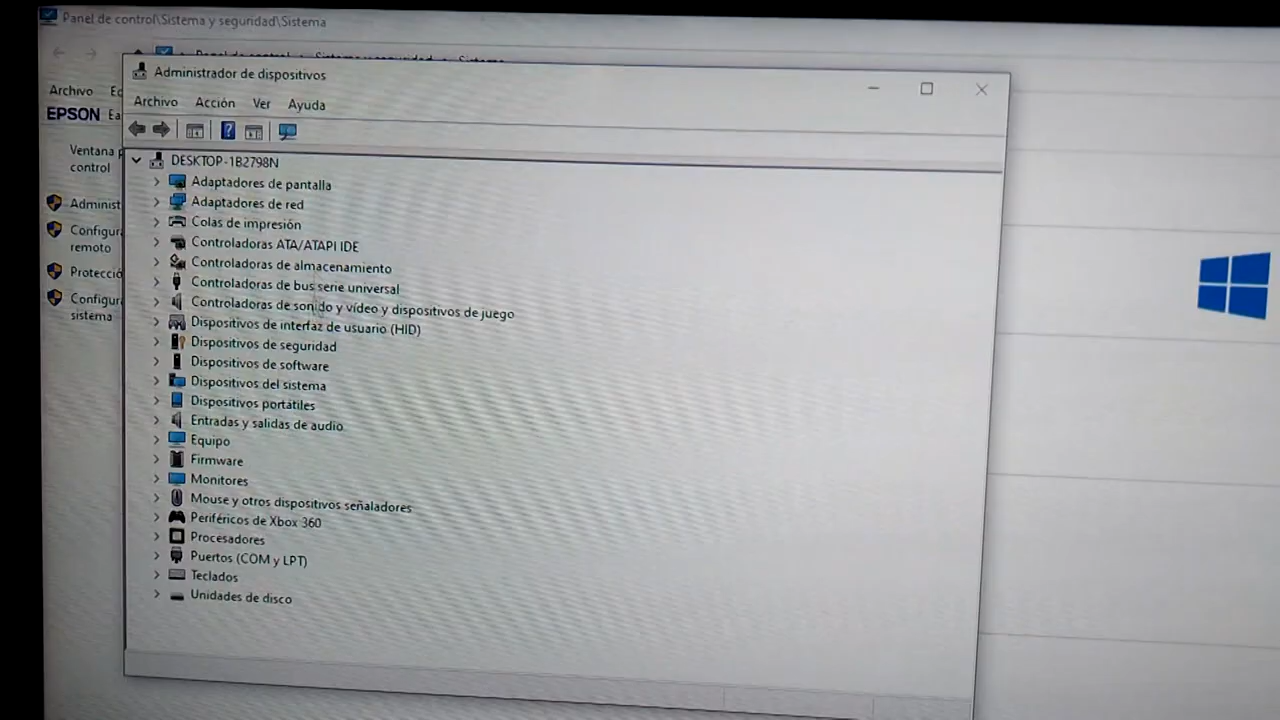 Panel de control\Sistema y seguridad\Sistema
Administrador de dispositivos
Archivo
Archivo Acción Ver Ayuda
EPSON Ea
Ventana p
control
Administ
Configura
remoto
Protecció
Configura
sistema
DESKTOP-1B2798N
Adaptadores de pantalla
Adaptadores de red
Colas de impresión
Controladoras ATA/ATAPI IDE
Controladoras de almacenamiento
Controladoras de bus serie universal
Controladoras de sonido y vídeo y dispositivos de juego
Dispositivos de interfaz de usuario (HID)
Dispositivos de seguridad
Dispositivos de software
Dispositivos del sistema
Dispositivos portátiles
Entradas y salidas de audio
Equipo
Firmware
Monitores
Mouse y otros dispositivos señaladores
Periféricos de Xbox 360
Procesadores
Puertos (COM y LPT)
Teclados
Unidades de disco